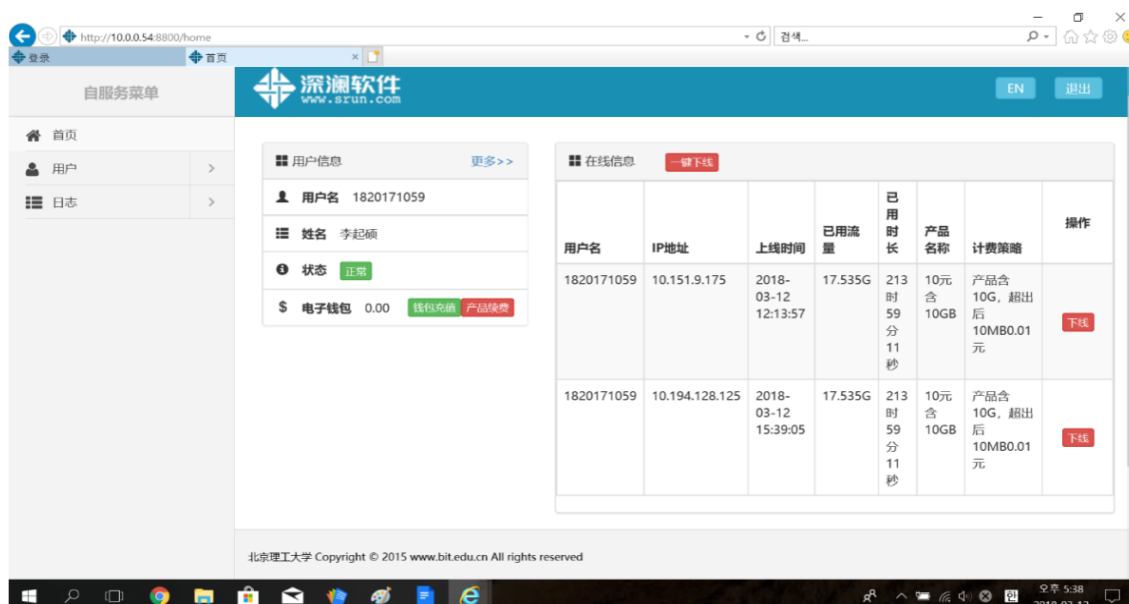 http://10.0.0.54:8800/home
검색...
登录
首页
自服务菜单
深澜软件
www.srun.com
EN
退出
首页
用户
日志
用户信息
更多>>
用户名 1820171059
姓名 李起硕
状态 正常
电子钱包 0.00 钱包充值 产品续费
在线信息 一键下线
用户名 IP地址 上线时间 已用流量 已用时长 产品名称 计费策略 操作
1820171059 10.151.9.175 2018-03-12 12:13:57 17.535G 213时59分11秒 10元含10GB 产品含10G，超出后10MB0.01元 下线
1820171059 10.194.128.125 2018-03-12 15:39:05 17.535G 213时59分11秒 10元含10GB 产品含10G，超出后10MB0.01元 下线
北京理工大学 Copyright © 2015 www.bit.edu.cn All rights reserved
한
오후 5:38
2018-03-12